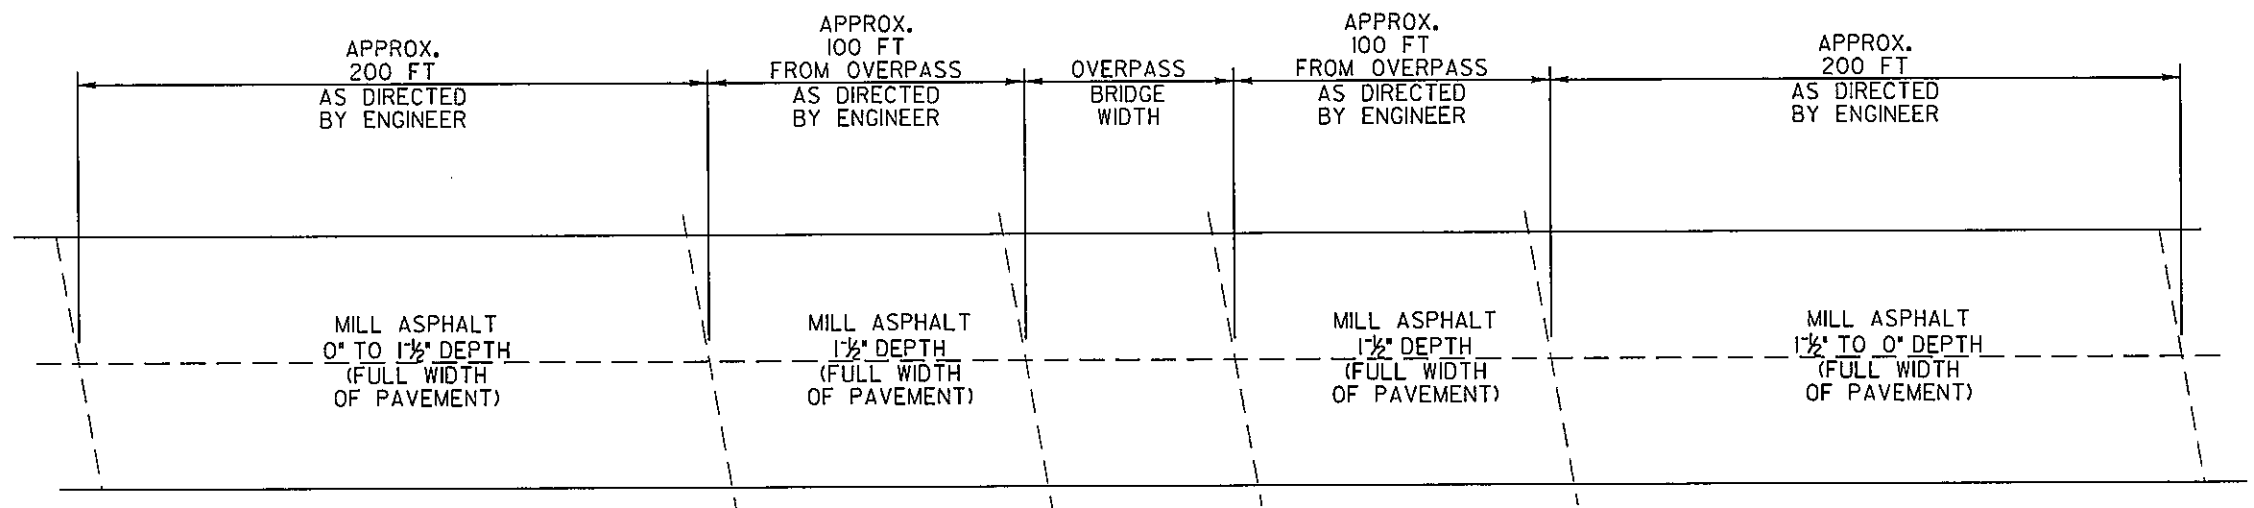 APPROX.
200 FT
AS DIRECTED
BY ENGINEER
APPROX.
100 FT
FROM OVERPASS
AS DIRECTED
BY ENGINEER
OVERPASS
BRIDGE
WIDTH
APPROX.
100 FT
FROM OVERPASS
AS DIRECTED
BY ENGINEER
APPROX.
200 FT
AS DIRECTED
BY ENGINEER
MILL ASPHALT
0" TO 1-½" DEPTH
(FULL WIDTH
OF PAVEMENT)
MILL ASPHALT
1-½" DEPTH
(FULL WIDTH
OF PAVEMENT)
MILL ASPHALT
1-½" DEPTH
(FULL WIDTH
OF PAVEMENT)
MILL ASPHALT
1-½" TO 0" DEPTH
(FULL WIDTH
OF PAVEMENT)